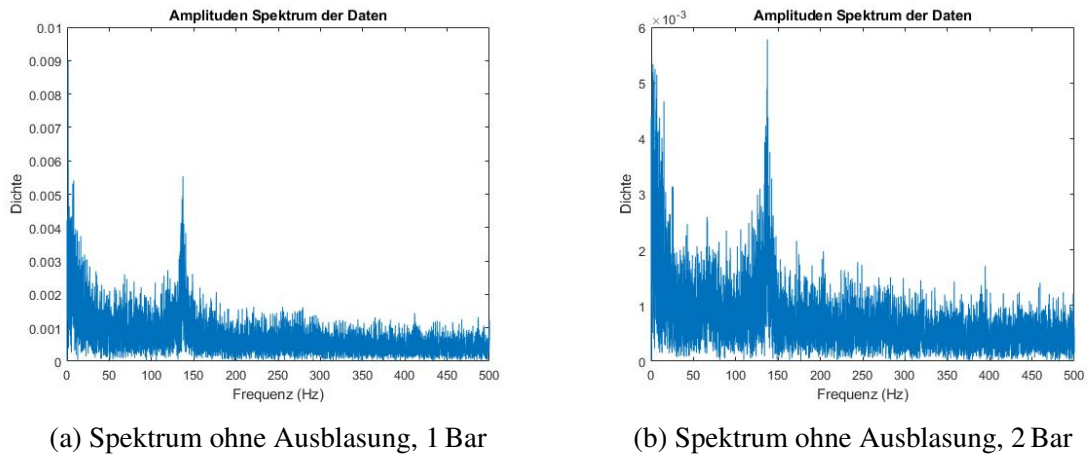 Amplituden Spektrum der Daten
0.01
0.009
0.008
0.007
0.006
0.005
0.004
0.003
0.002
0.001
0
Dichte
0 50 100 150 200 250 300 350 400 450 500
Frequenz (Hz)
(a) Spektrum ohne Ausblasung, 1 Bar
Amplituden Spektrum der Daten
×10⁻³
6
5
4
3
2
1
0
Dichte
0 50 100 150 200 250 300 350 400 450 500
Frequenz (Hz)
(b) Spektrum ohne Ausblasung, 2 Bar